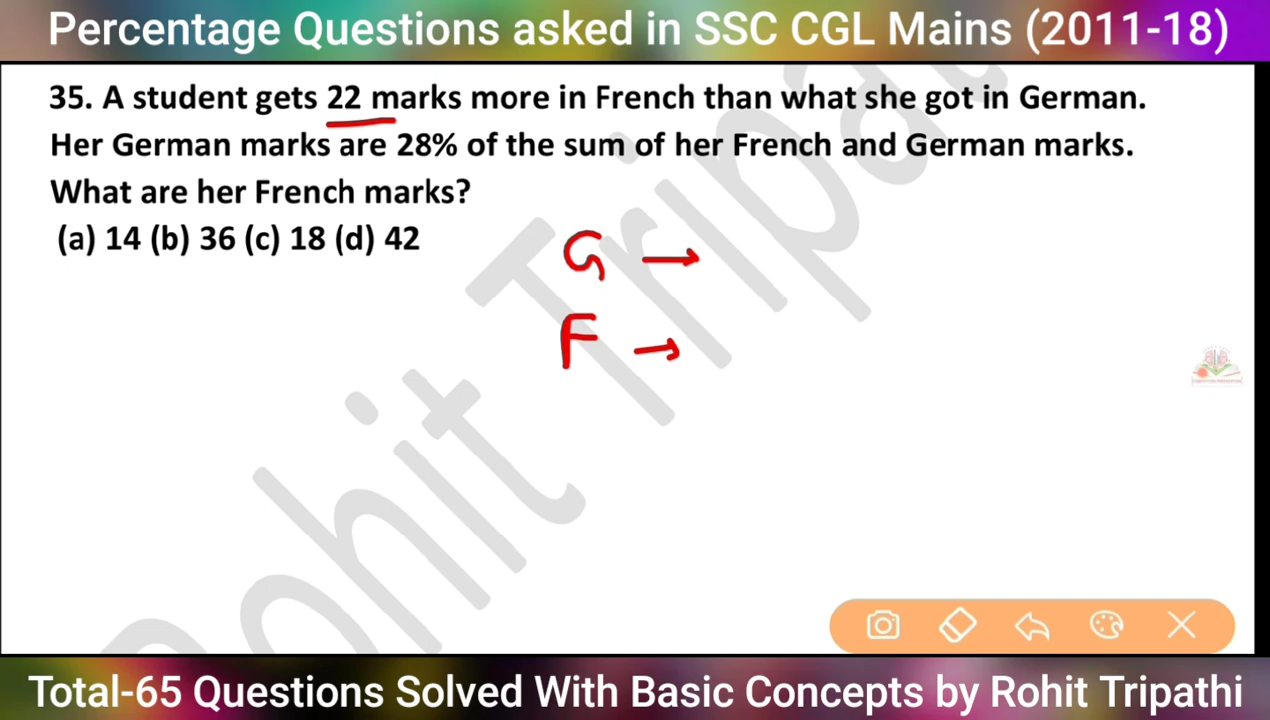 Percentage Questions asked in SSC CGL Mains (2011-18)
35. A student gets 22 marks more in French than what she got in German.
Her German marks are 28% of the sum of her French and German marks.
What are her French marks?
(a) 14 (b) 36 (c) 18 (d) 42
G →
F →
Rohit Tripat
Total-65 Questions Solved With Basic Concepts by Rohit Tripathi